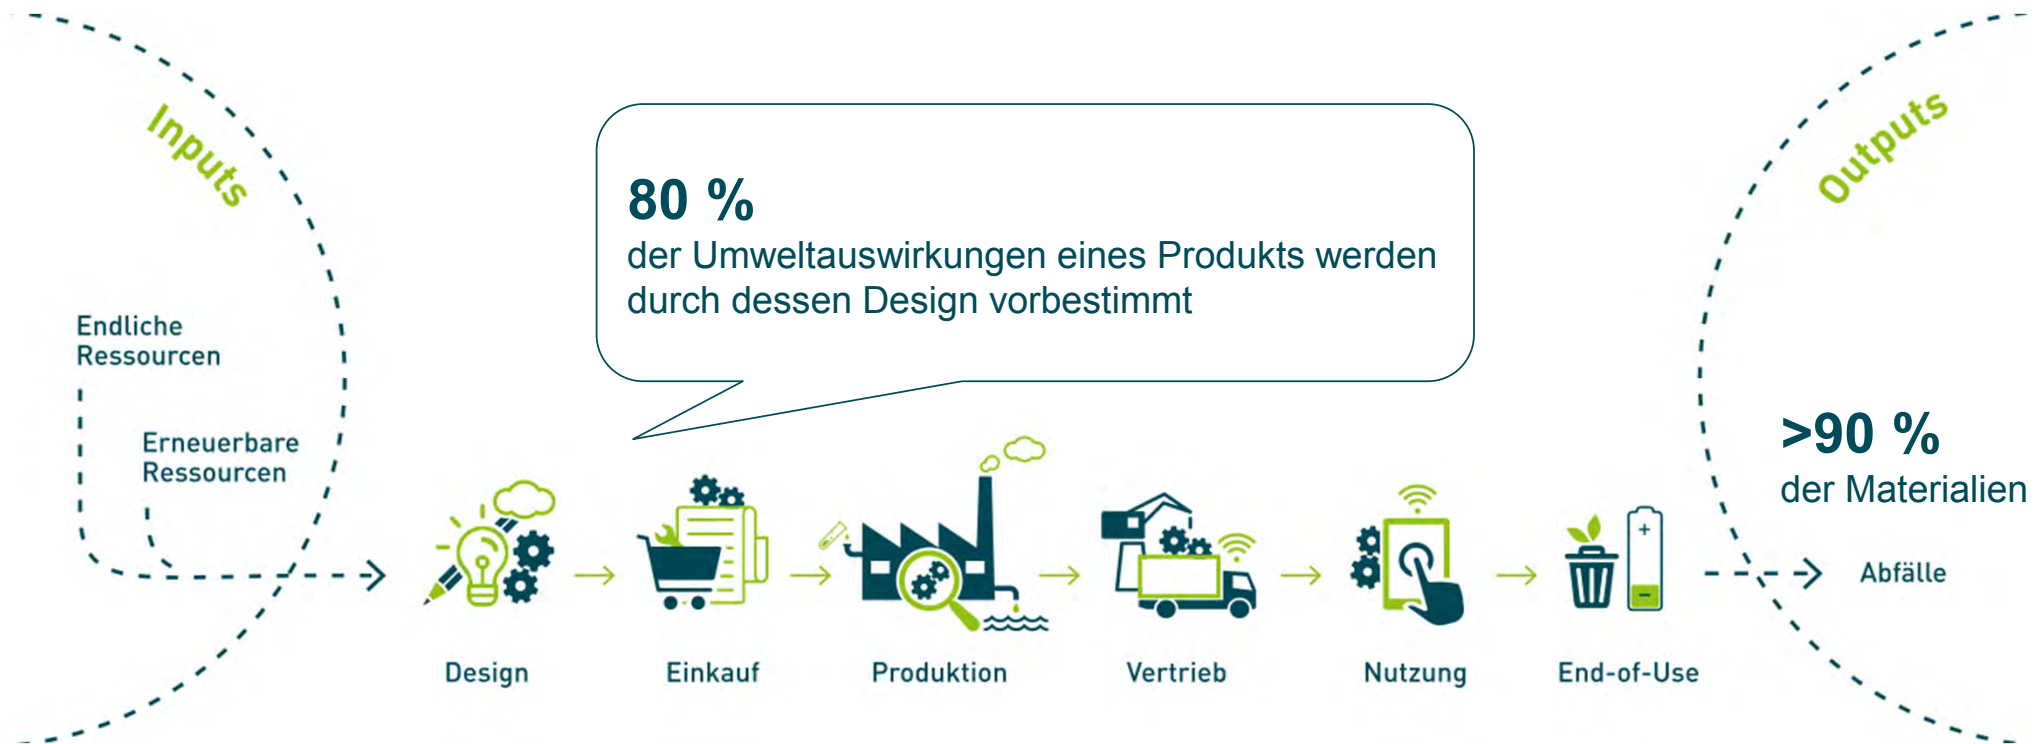 Inputs
Outputs
80 %
der Umweltauswirkungen eines Produkts werden
durch dessen Design vorbestimmt
Endliche
Ressourcen
Erneuerbare
Ressourcen
>90 %
der Materialien
Abfälle
Design
Einkauf
Produktion
Vertrieb
Nutzung
End-of-Use